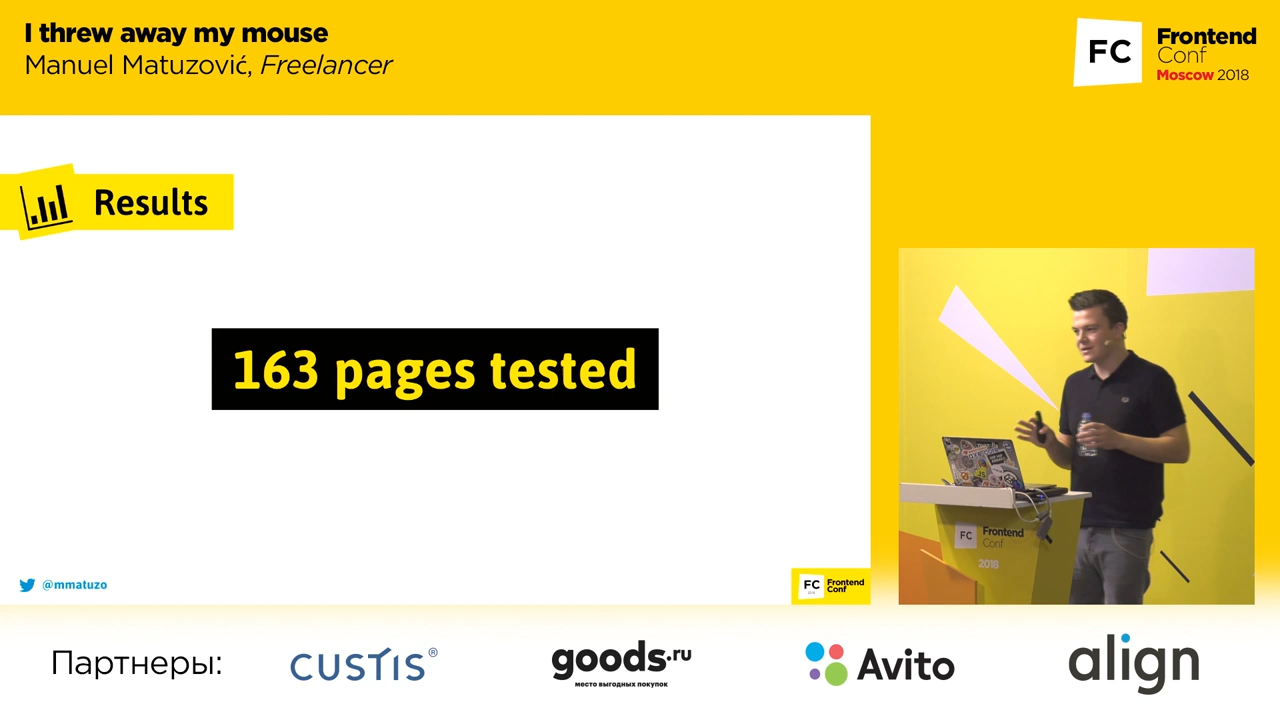 I threw away my mouse
Manuel Matuzović, Freelancer
FC
Frontend
Conf
Moscow 2018
Results
163 pages tested
@mmatuzo
FC
Frontend
Conf
FC
Frontend
Conf
2018
Партнеры:
CUSTIS®
goods.ru
место выгодных покупок
Avito
align